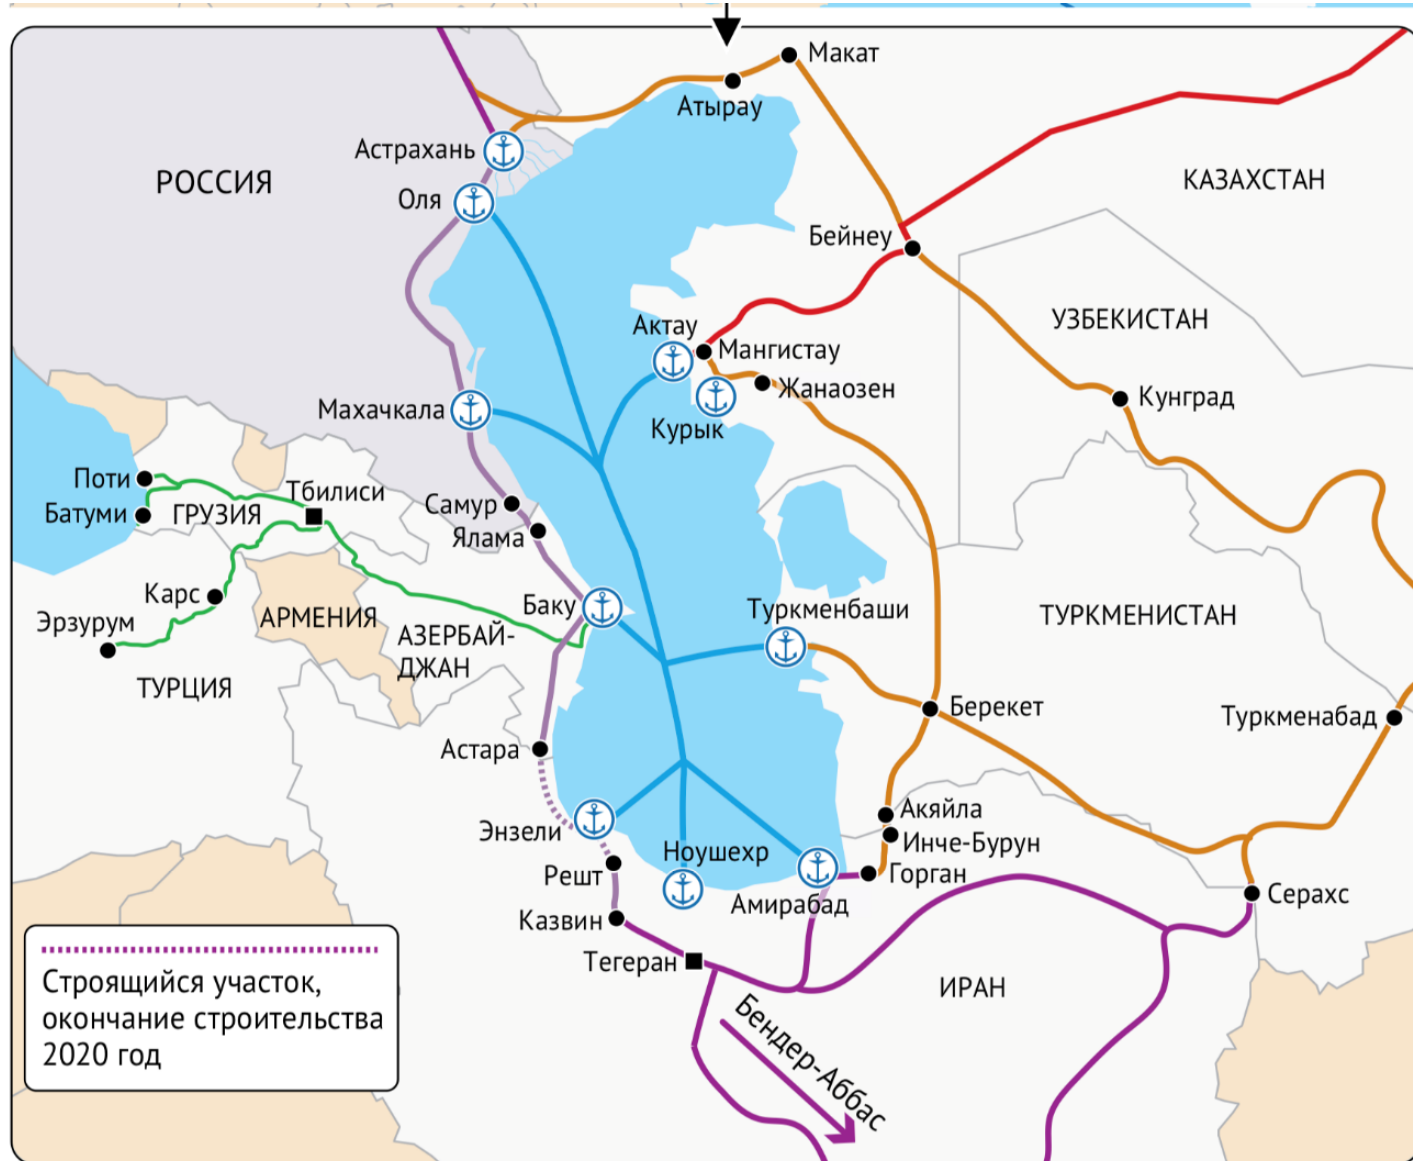 Макат
Атырау
Астрахань
РОССИЯ
КАЗАХСТАН
Оля
Бейнеу
УЗБЕКИСТАН
Актау
Мангистау
Жанаозен
Кунград
Махачкала
Курык
Поти
Тбилиси
Самур
Батуми
ГРУЗИЯ
Ялама
Карс
Баку
Туркменбаши
Эрзурум
АРМЕНИЯ
ТУРКМЕНИСТАН
АЗЕРБАЙ-
ДЖАН
ТУРЦИЯ
Берекет
Туркменабад
Астара
Акяйла
Энзели
Инче-Бурун
Ноушехр
Решт
Горган
Амирабад
Серахс
Казвин
Тегеран
ИРАН
Бендер-Аббас
Строящийся участок,
окончание строительства
2020 год